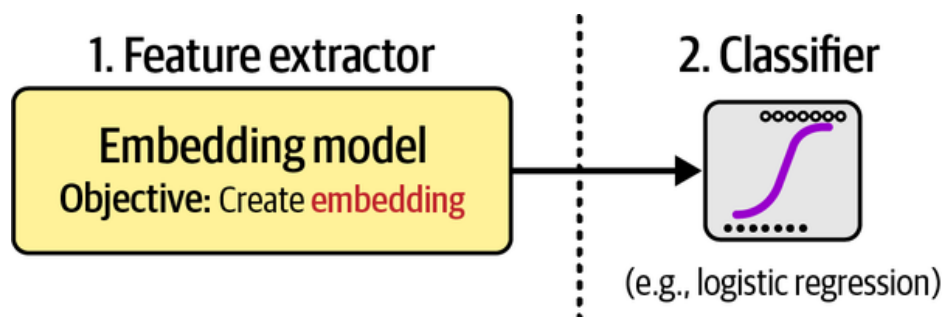 1. Feature extractor
Embedding model
Objective: Create embedding
2. Classifier
(e.g., logistic regression)